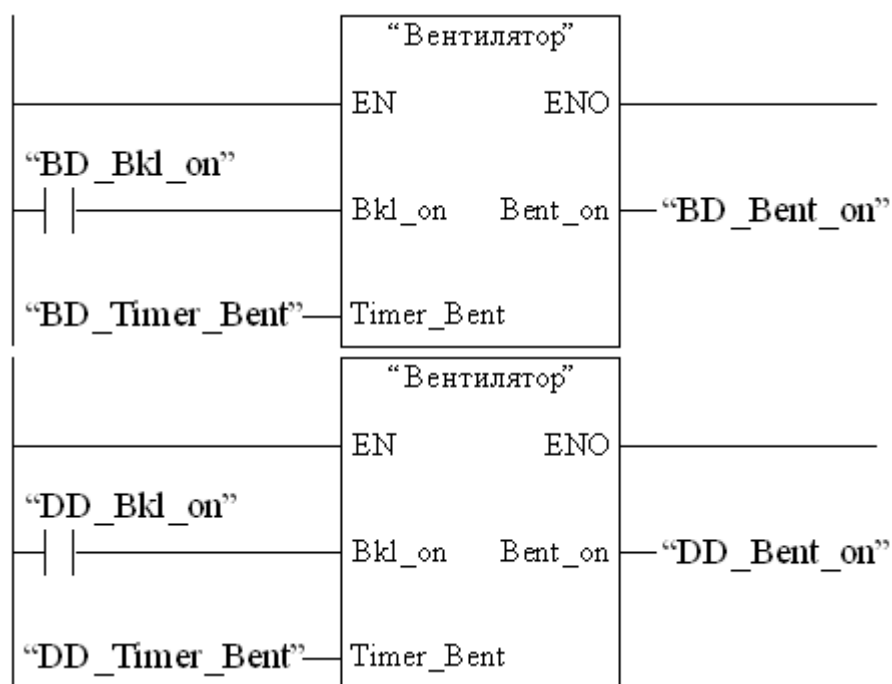 “Вентилятор”
EN ENO
“BD_Bkl_on”
Bkl_on Bent_on “BD_Bent_on”
“BD_Timer_Bent” Timer_Bent
“Вентилятор”
EN ENO
“DD_Bkl_on”
Bkl_on Bent_on “DD_Bent_on”
“DD_Timer_Bent” Timer_Bent